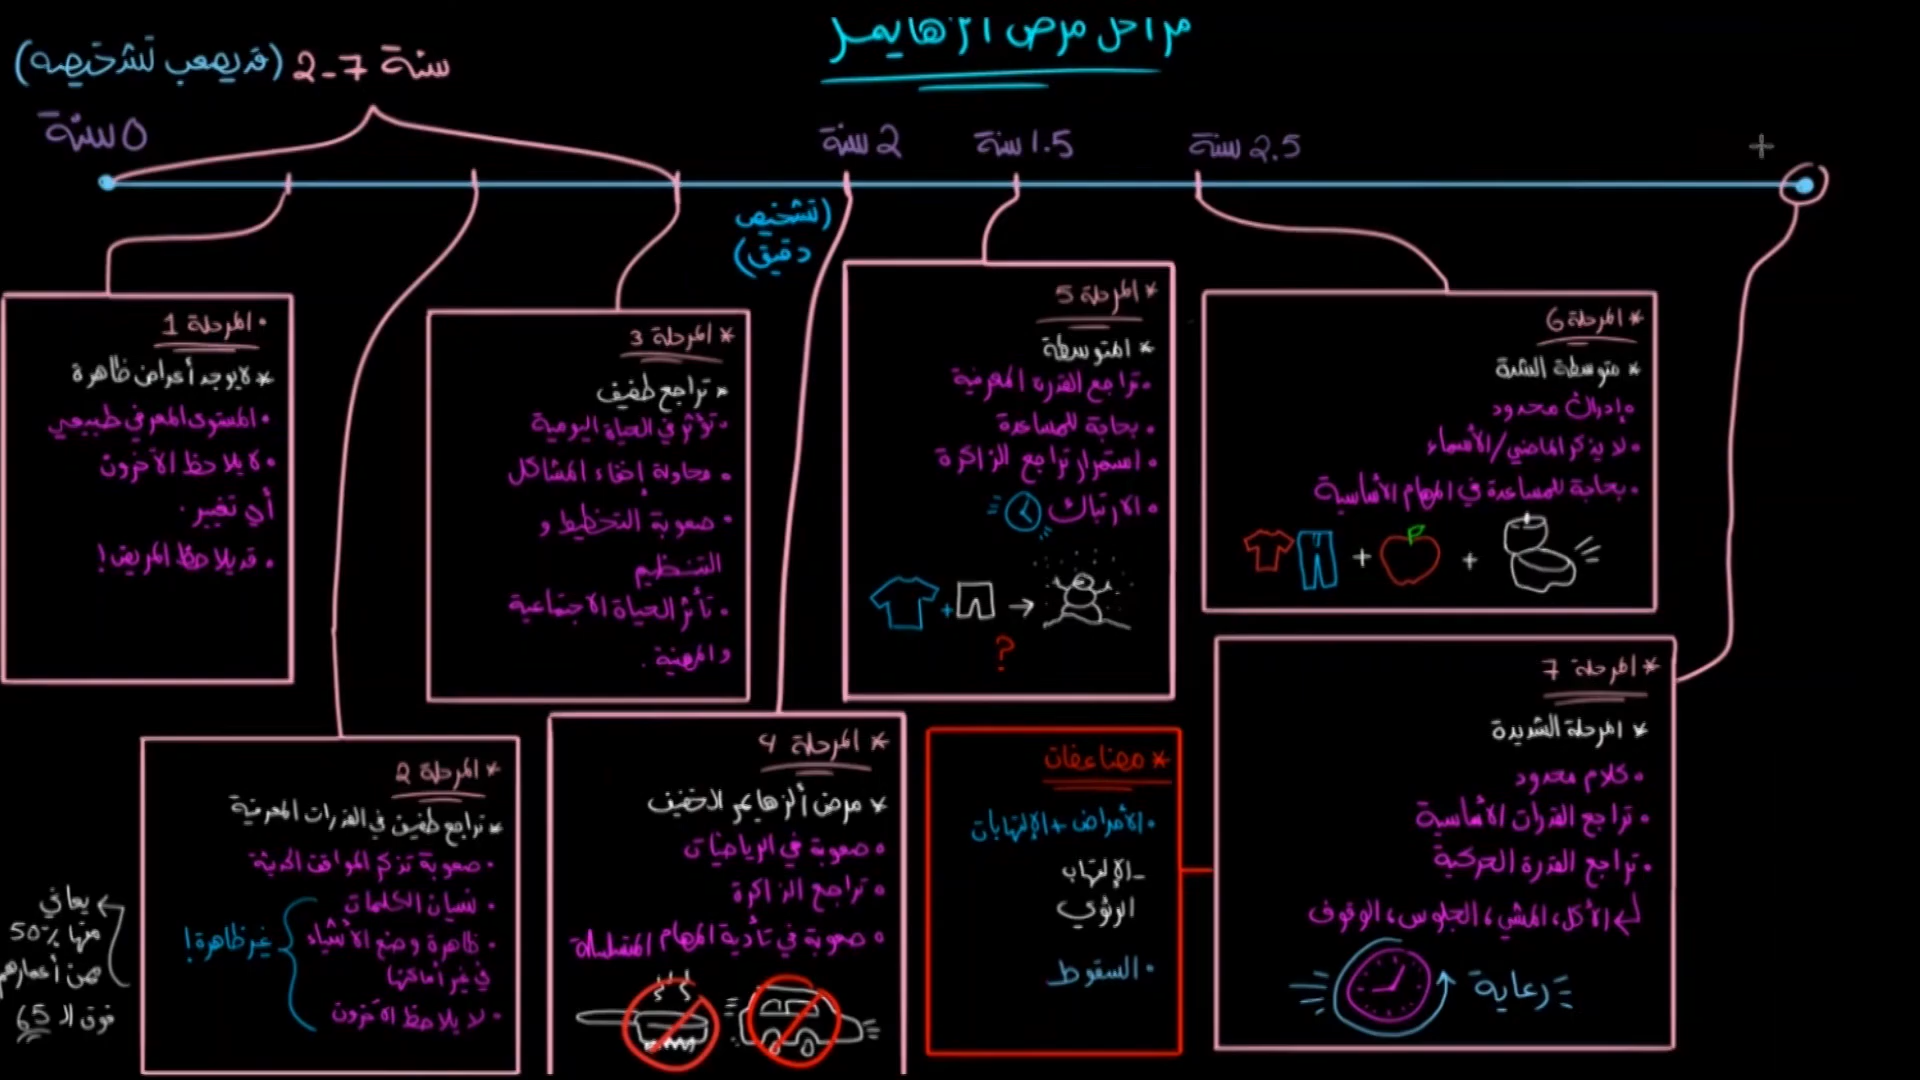 مراحل مرض الزهايمر
2-7 سنة (قد يصعب تشخيصه)
0 سنة
2 سنة
1.5 سنة
2.5 سنة
(تشخيص
دقيق)
• المرحلة 1
* لا يوجد أعراض ظاهرة
• المستوى المعرفي طبيعي
• لا يلاحظ الآخرون
أي تغيير.
• قد يلاحظ المريض!
* المرحلة 2
* تراجع طفيف في القدرات المعرفية
• صعوبة تذكر المواقف الحديثة
• نسيان الكلمات
• ظاهرة وضع الأشياء
في غير أماكنها
• لا يلاحظ الآخرون
غير ظاهرة!
يعاني
منها 50%
من أعمارهم
فوق الـ 65
* المرحلة 3
* تراجع طفيف
• تؤثر في الحياة اليومية
• محاولة إخفاء المشاكل
• صعوبة التخطيط و
التنظيم
• تأثر الحياة الاجتماعية
والمهنية.
* المرحلة 4
* مرض ألزهايمر الخفيف
• صعوبة في الرياضيات
• تراجع الذاكرة
• صعوبة في تأدية المهام المتسلسلة
* المرحلة 5
* المتوسطة
• تراجع القدرة المعرفية
• بحاجة للمساعدة
• استمرار تراجع الذاكرة
• الارتباك
+
?
* المرحلة 6
* متوسطة الشدة
• إدراك محدود
• لا يذكر الماضي/الأسماء
• بحاجة للمساعدة في المهام الأساسية
+ +
* المرحلة 7
* المرحلة الشديدة
• كلام محدود
• تراجع القدرات الأساسية
• تراجع القدرة الحركية
الأكل، المشي، الجلوس، الوقوف
رعاية
* مضاعفات
• الأمراض + الإلتهابات
- الإلتهاب
الرئوي
• السقوط